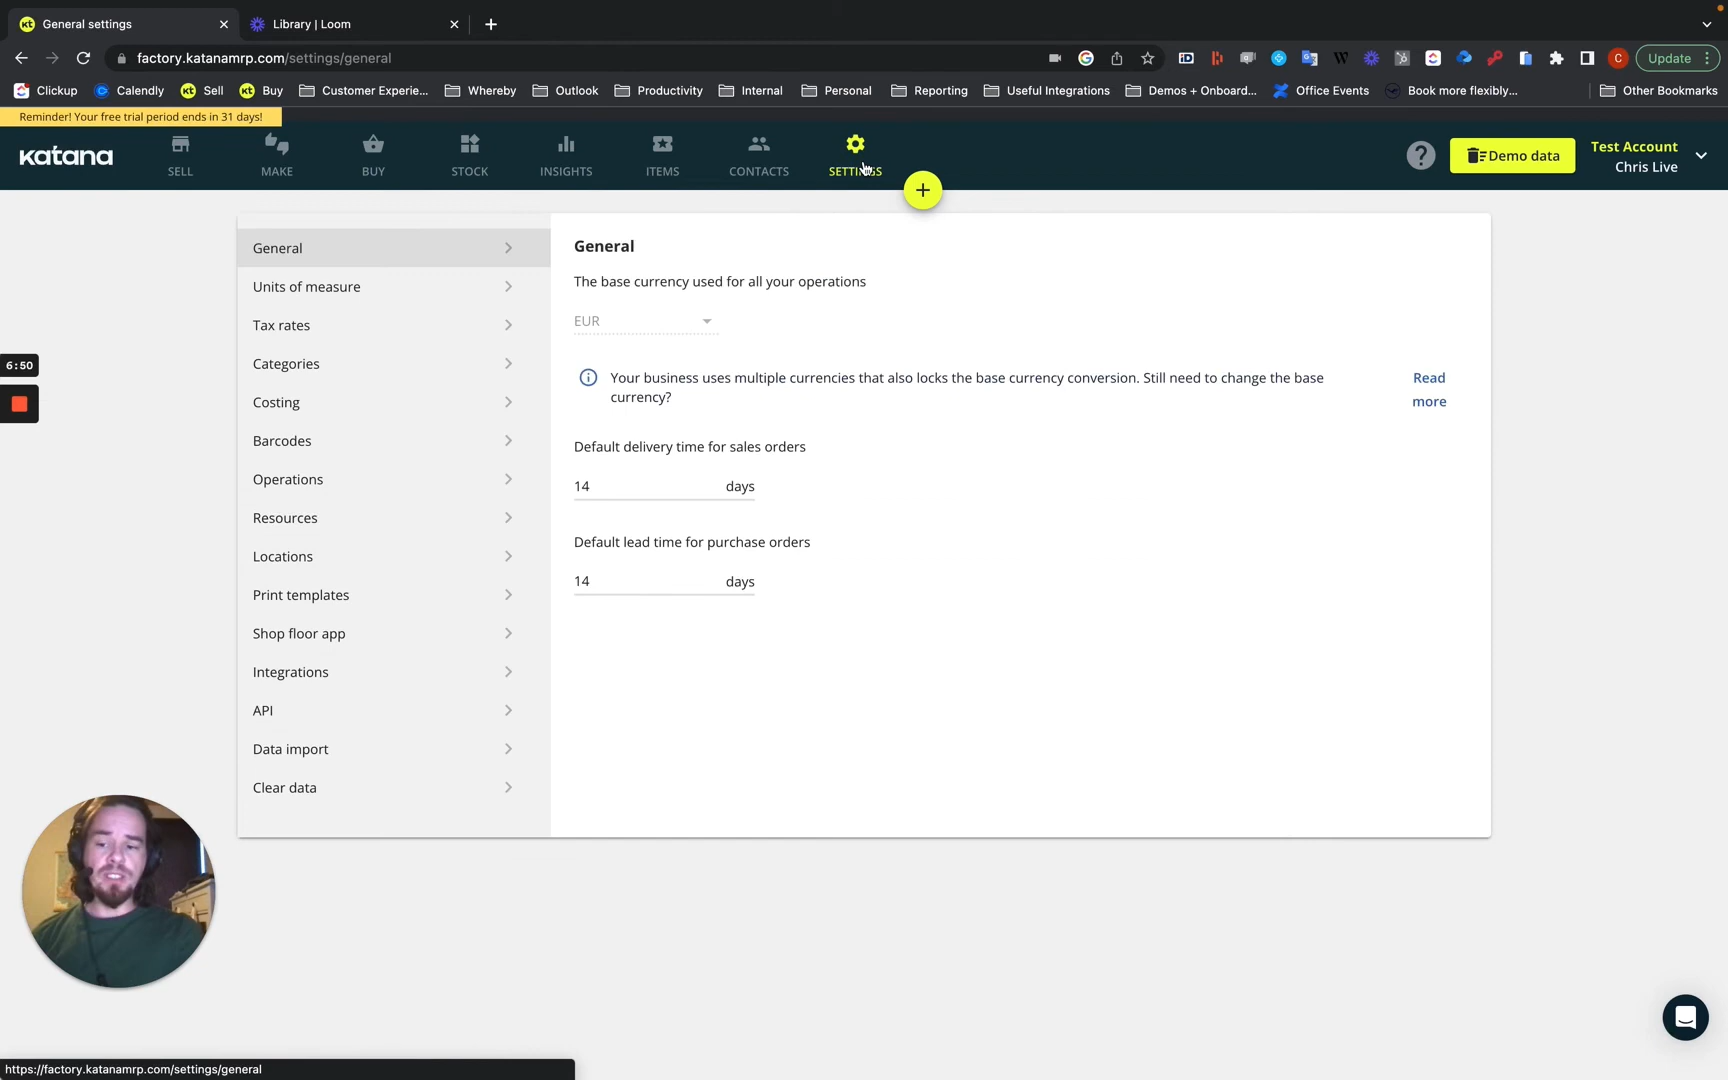 General settings
Library | Loom
factory.katanamrp.com/settings/general
Update
Clickup
Calendly
Sell
Buy
Customer Experie...
Whereby
Outlook
Productivity
Internal
Personal
Reporting
Useful Integrations
Demos + Onboard...
Office Events
Book more flexibly...
Other Bookmarks
Reminder! Your free trial period ends in 31 days!
katana
SELL
MAKE
BUY
STOCK
INSIGHTS
ITEMS
CONTACTS
SETTINGS
+
?
Demo data
Test Account
Chris Live
General
Units of measure
Tax rates
Categories
Costing
Barcodes
Operations
Resources
Locations
Print templates
Shop floor app
Integrations
API
Data import
Clear data
General
The base currency used for all your operations
EUR
Your business uses multiple currencies that also locks the base currency conversion. Still need to change the base
currency?
Read
more
Default delivery time for sales orders
14 days
Default lead time for purchase orders
14 days
6:50
https://factory.katanamrp.com/settings/general